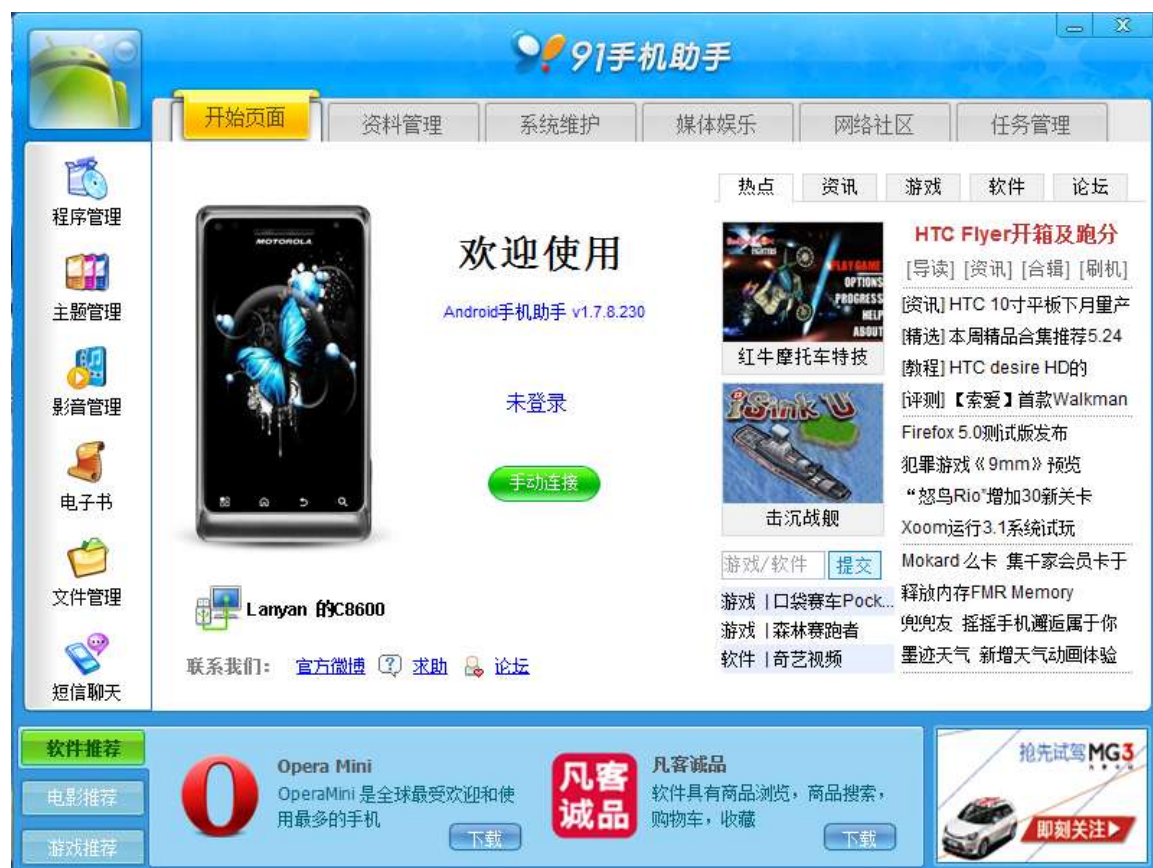 91手机助手
开始页面
资料管理
系统维护
媒体娱乐
网络社区
任务管理
程序管理
主题管理
影音管理
电子书
文件管理
短信聊天
MOTOROLA
欢迎使用
Android手机助手 v1.7.8.230
未登录
手动连接
Lanyan 的C8600
联系我们： 官方微博 求助 论坛
热点 资讯 游戏 软件 论坛
FIGHTERS
PLAY GAME
OPTIONS
PROGRESS
HELP
ABOUT
红牛摩托车特技
iSink U
击沉战舰
游戏/软件 提交
游戏 | 口袋赛车Pock...
游戏 | 森林赛跑者
软件 | 奇艺视频
HTC Flyer开箱及跑分
[导读] [资讯] [合辑] [刷机]
[资讯] HTC 10寸平板下月量产
[精选] 本周精品合集推荐5.24
[教程] HTC desire HD的
[评测]【索爱】首款Walkman
Firefox 5.0测试版发布
犯罪游戏《9mm》预览
“怒鸟Rio”增加30新关卡
Xoom运行3.1系统试玩
Mokard 么卡 集千家会员卡于
释放内存FMR Memory
兜兜友 摇摇手机邂逅属于你
墨迹天气 新增天气动画体验
软件推荐
电影推荐
游戏推荐
Opera Mini
OperaMini 是全球最受欢迎和使
用最多的手机
下载
凡客
诚品
凡客诚品
软件具有商品浏览，商品搜索，
购物车，收藏
下载
抢先试驾MG3
即刻关注